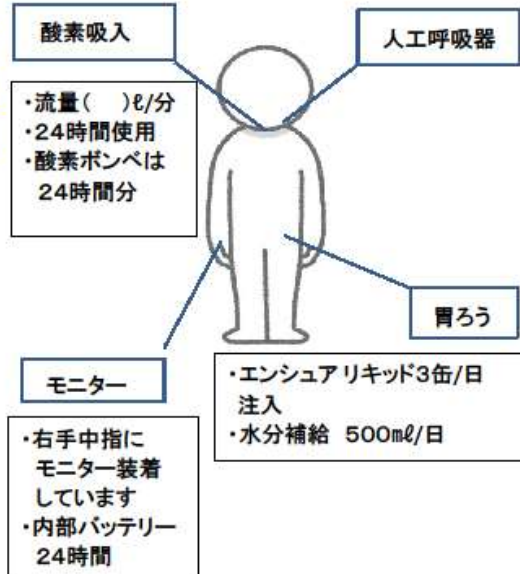 酸素吸入
人工呼吸器
・流量(　　)ℓ/分
・24時間使用
・酸素ボンベは
24時間分
胃ろう
・エンシュア リキッド3缶/日
注入
・水分補給 500mℓ/日
モニター
・右手中指に
モニター装着
しています
・内部バッテリー
24時間